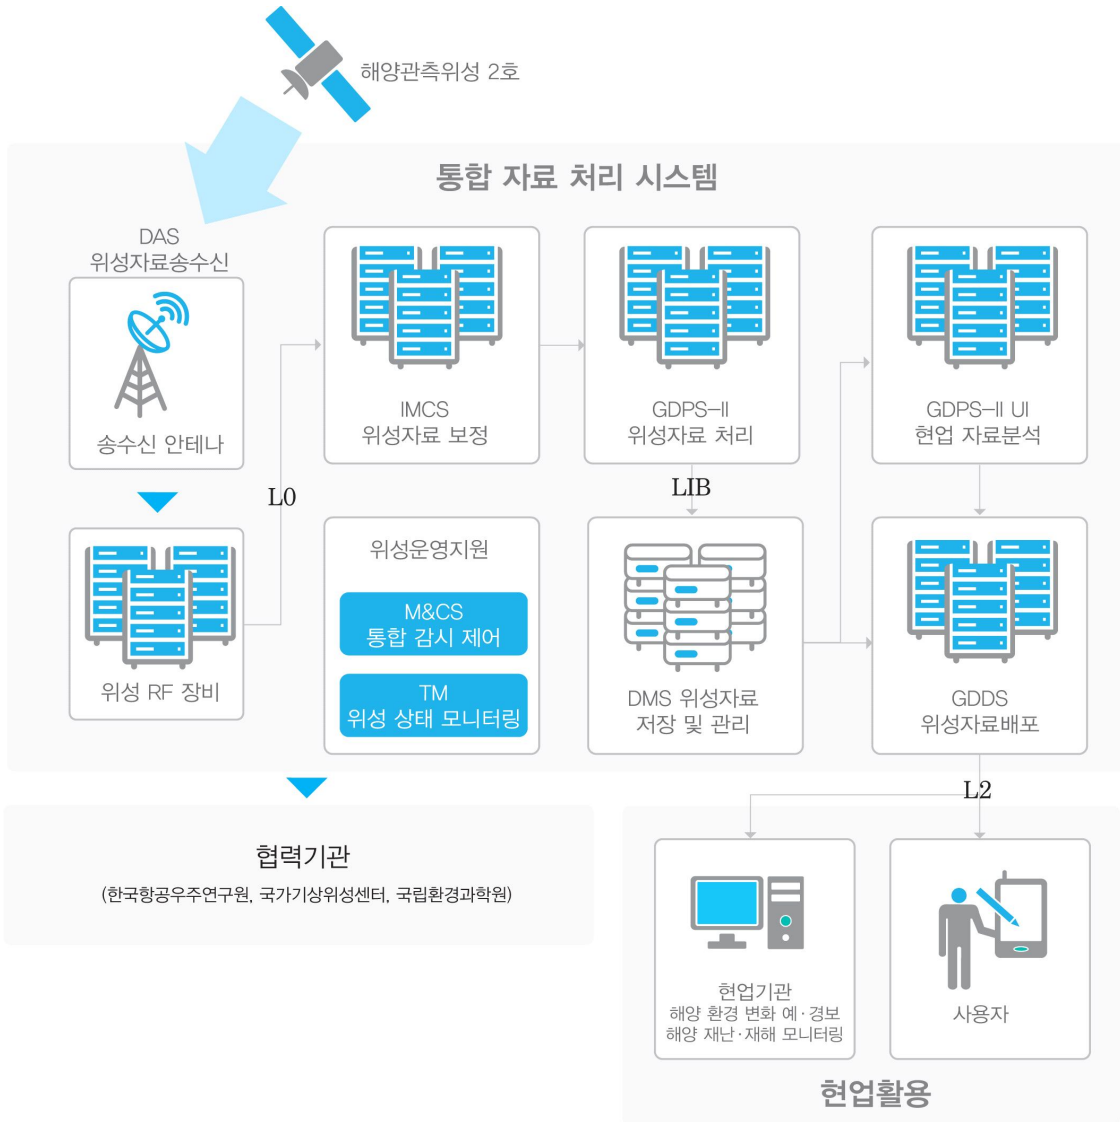 해양관측위성 2호
통합 자료 처리 시스템
DAS
위성자료송수신
송수신 안테나
L0
위성 RF 장비
IMCS
위성자료 보정
GDPS-II
위성자료 처리
GDPS-II UI
현업 자료분석
LIB
위성운영지원
M&CS
통합 감시 제어
TM
위성 상태 모니터링
DMS 위성자료
저장 및 관리
GDDS
위성자료배포
L2
협력기관
(한국항공우주연구원, 국가기상위성센터, 국립환경과학원)
현업기관
해양 환경 변화 예·경보
해양 재난·재해 모니터링
사용자
현업활용